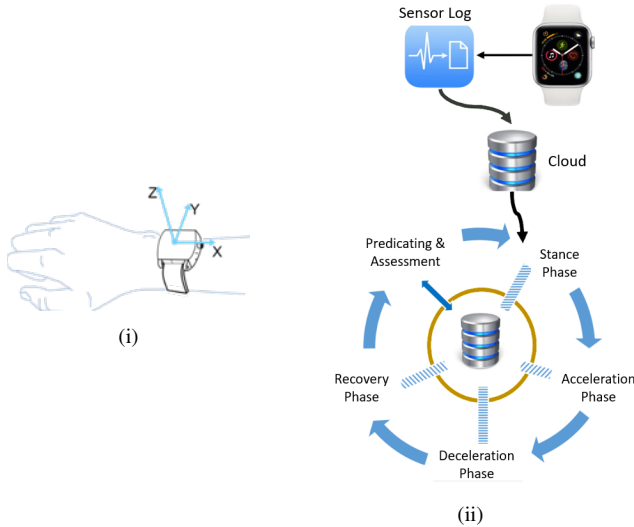 Sensor Log
Cloud
Z
Y
X
(i)
Predicating &
Assessment
Stance
Phase
Acceleration
Phase
Deceleration
Phase
Recovery
Phase
(ii)